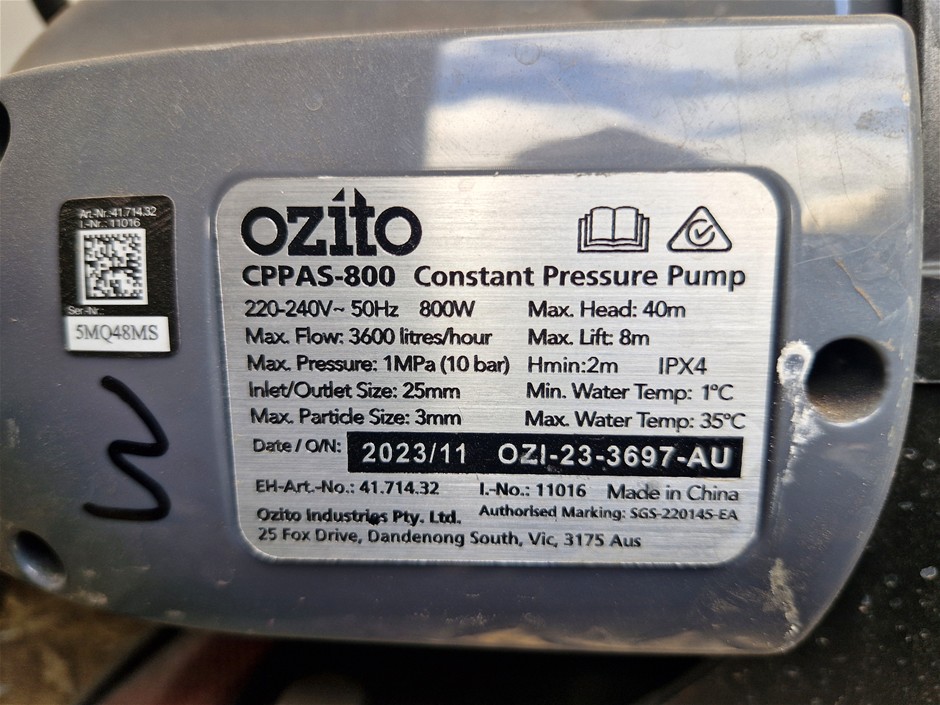 Art.-Nr.: 41.714.32
I.-Nr.: 11016
Ser.-Nr.:
5MQ48MS
W
ozito
CPPAS-800 Constant Pressure Pump
220-240V~ 50Hz 800W Max. Head: 40m
Max. Flow: 3600 litres/hour Max. Lift: 8m
Max. Pressure: 1MPa (10 bar) Hmin:2m IPX4
Inlet/Outlet Size: 25mm Min. Water Temp: 1°C
Max. Particle Size: 3mm Max. Water Temp: 35°C
Date / O/N: 2023/11 OZI-23-3697-AU
EH-Art.-No.: 41.714.32 I.-No.: 11016 Made in China
Ozito Industries Pty. Ltd. Authorised Marking: SGS-220145-EA
25 Fox Drive, Dandenong South, Vic, 3175 Aus